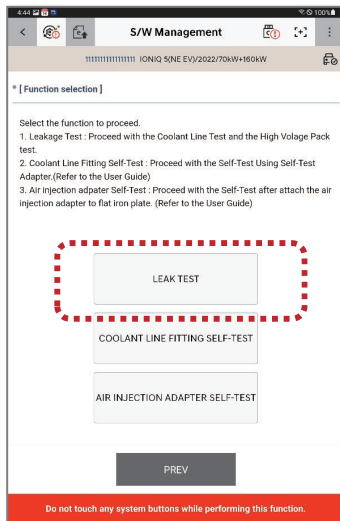 4:44 100%
S/W Management
11111111111111111 IONIQ 5(NE EV)/2022/70kW+160kW
* [ Function selection ]
Select the function to proceed.
1. Leakage Test : Proceed with the Coolant Line Test and the High Volage Pack
test.
2. Coolant Line Fitting Self-Test : Proceed with the Self-Test Using Self-Test
Adapter.(Refer to the User Guide)
3. Air injection adpater Self-Test : Proceed with the Self-Test after attach the air
injection adapter to flat iron plate. (Refer to the User Guide)
LEAK TEST
COOLANT LINE FITTING SELF-TEST
AIR INJECTION ADAPTER SELF-TEST
PREV
Do not touch any system buttons while performing this function.